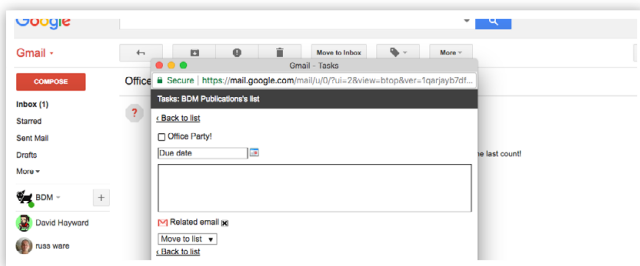 Google
Gmail
Move to Inbox
More
Gmail - Tasks
COMPOSE
Office
Secure | https://mail.google.com/mail/u/0/?ui=2&view=btop&ver=1qarjayb7df...
Tasks: BDM Publications's list
Inbox (1)
‹ Back to list
Starred
?
Office Party!
Sent Mail
Due date
Drafts
e last count!
More
BDM
+
David Hayward
Related email x
russ ware
Move to list
‹ Back to list